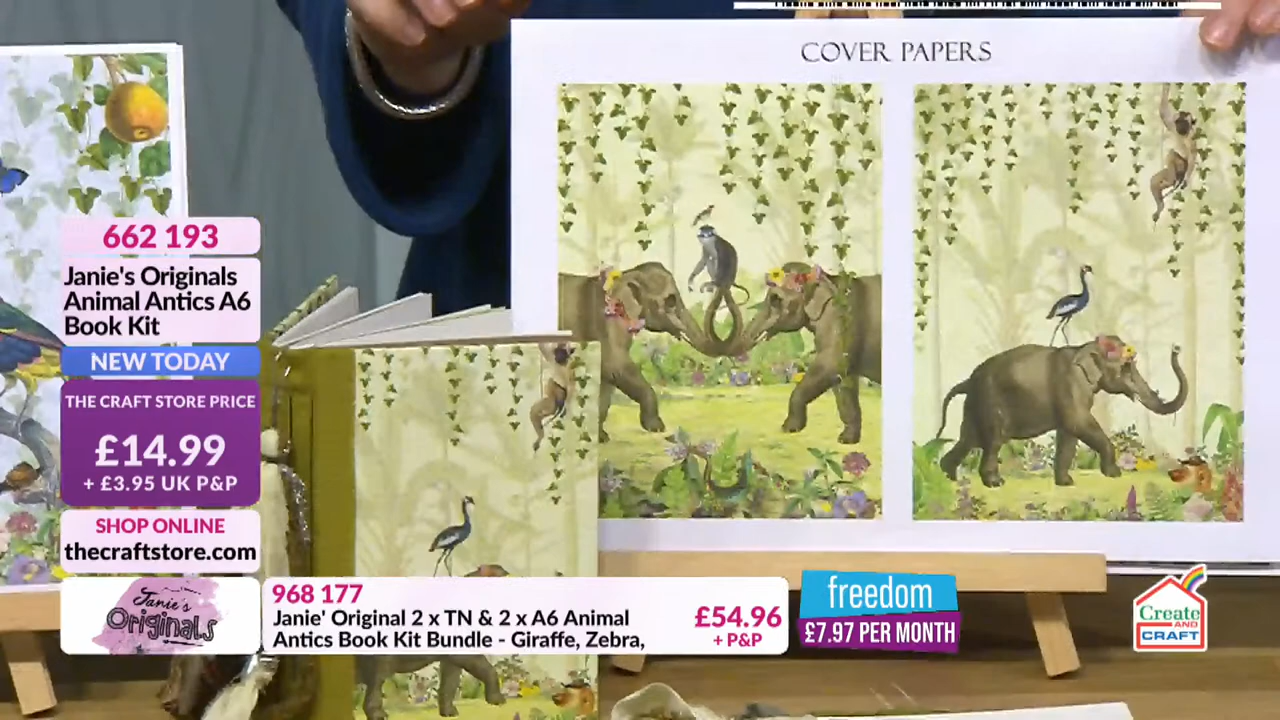 COVER PAPERS
662 193
Janie's Originals
Animal Antics A6
Book Kit
NEW TODAY
THE CRAFT STORE PRICE
£14.99
+ £3.95 UK P&P
SHOP ONLINE
thecraftstore.com
Janie's
Originals
968 177
Janie' Original 2 x TN & 2 x A6 Animal
Antics Book Kit Bundle - Giraffe, Zebra,
£54.96
+ P&P
freedom
£7.97 PER MONTH
Create
AND
CRAFT